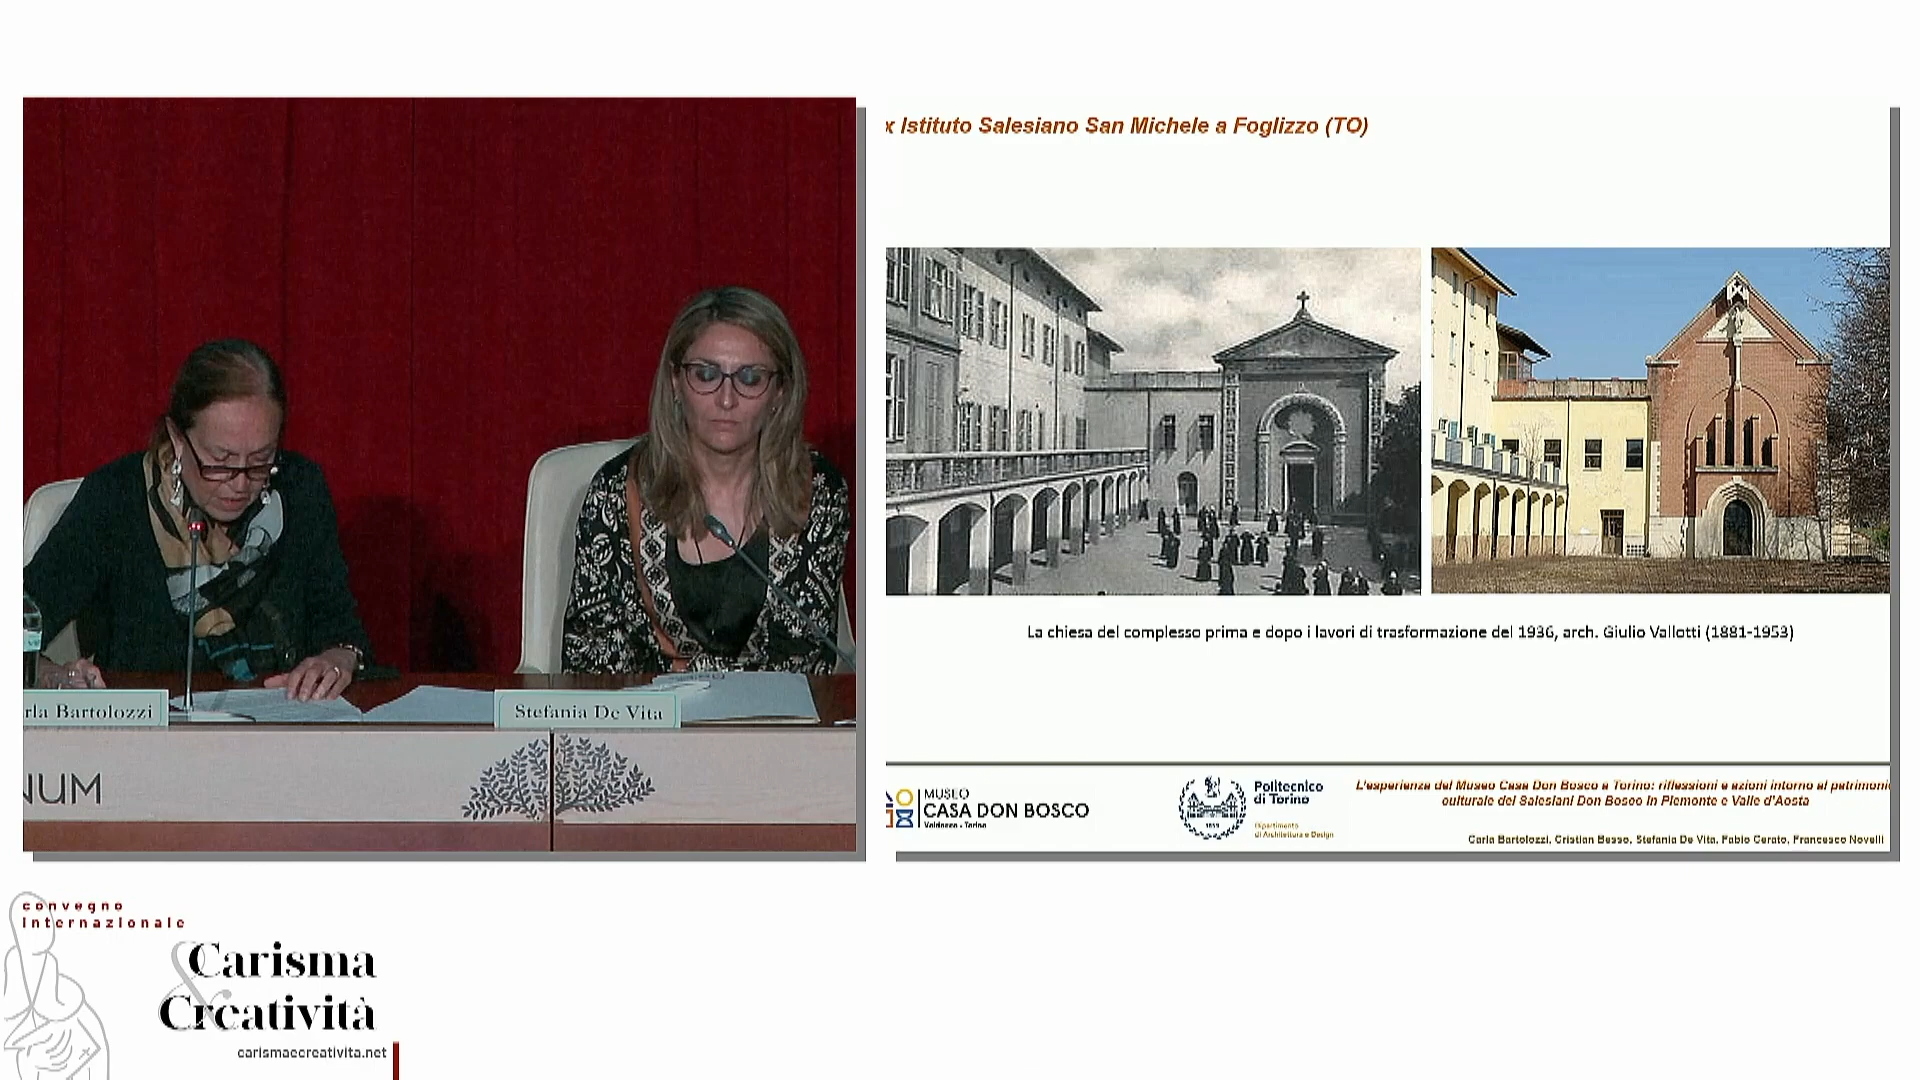 x Istituto Salesiano San Michele a Foglizzo (TO)
La chiesa del complesso prima e dopo i lavori di trasformazione del 1936, arch. Giulio Vallotti (1881-1953)
rla Bartolozzi
Stefania De Vita
NUM
MUSEO
CASA DON BOSCO
Valdocco - Torino
Politecnico
di Torino
Dipartimento
di Architettura e Design
1859
L'esperienza del Museo Casa Don Bosco a Torino: riflessioni e azioni intorno al patrimonio
culturale dei Salesiani Don Bosco in Piemonte e Valle d'Aosta
Carla Bartolozzi, Cristian Besso, Stefania De Vita, Fabio Cerato, Francesco Novelli
convegno
internazionale
Carisma
&
Creatività
carismaecreativita.net